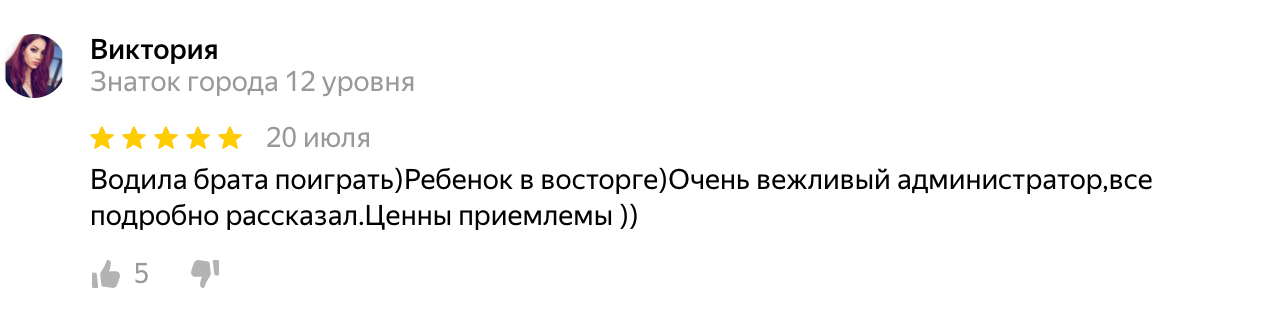 Виктория
Знаток города 12 уровня
20 июля
Водила брата поиграть)Ребенок в восторге)Очень вежливый администратор,все
подробно рассказал.Ценны приемлемы ))
5